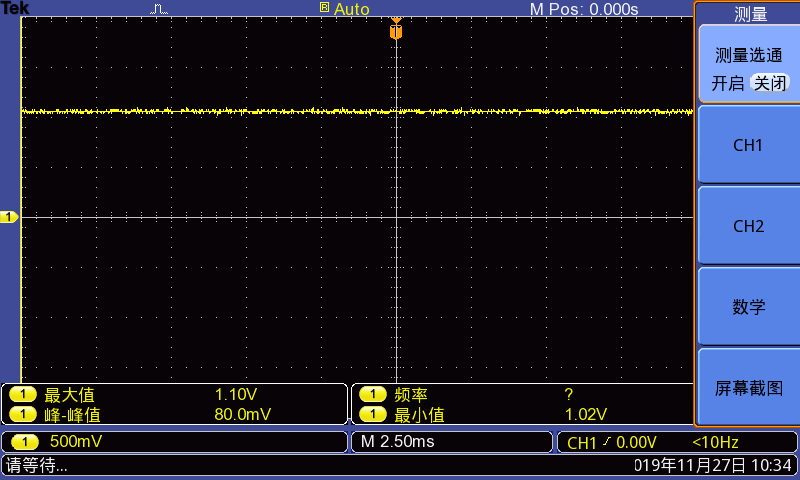 Tek
R Auto
M Pos: 0.000s
测量
T
测量选通
开启 关闭
CH1
CH2
数学
屏幕截图
1
1 最大值 1.10V
1 频率 ?
1 峰-峰值 80.0mV
1 最小值 1.02V
1 500mV
M 2.50ms
CH1 0.00V <10Hz
请等待...
019年11月27日 10:34